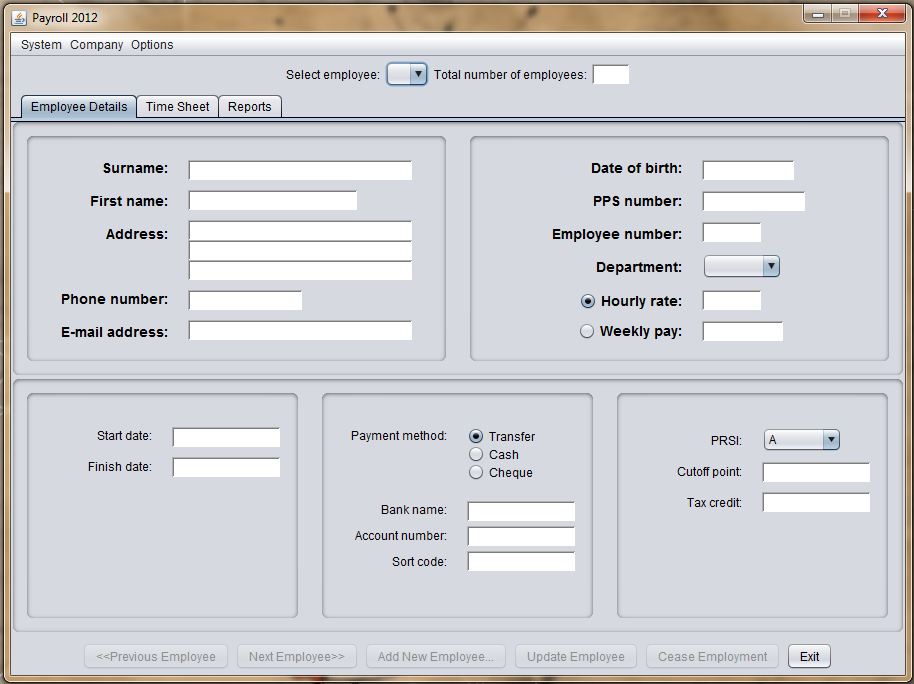 Payroll 2012
System Company Options
Select employee: Total number of employees:
Employee Details Time Sheet Reports
Surname:
First name:
Address:
Phone number:
E-mail address:
Date of birth:
PPS number:
Employee number:
Department:
Hourly rate:
Weekly pay:
Start date:
Finish date:
Payment method: Transfer
Cash
Cheque
Bank name:
Account number:
Sort code:
PRSI: A
Cutoff point:
Tax credit:
<<Previous Employee Next Employee>> Add New Employee... Update Employee Cease Employment Exit